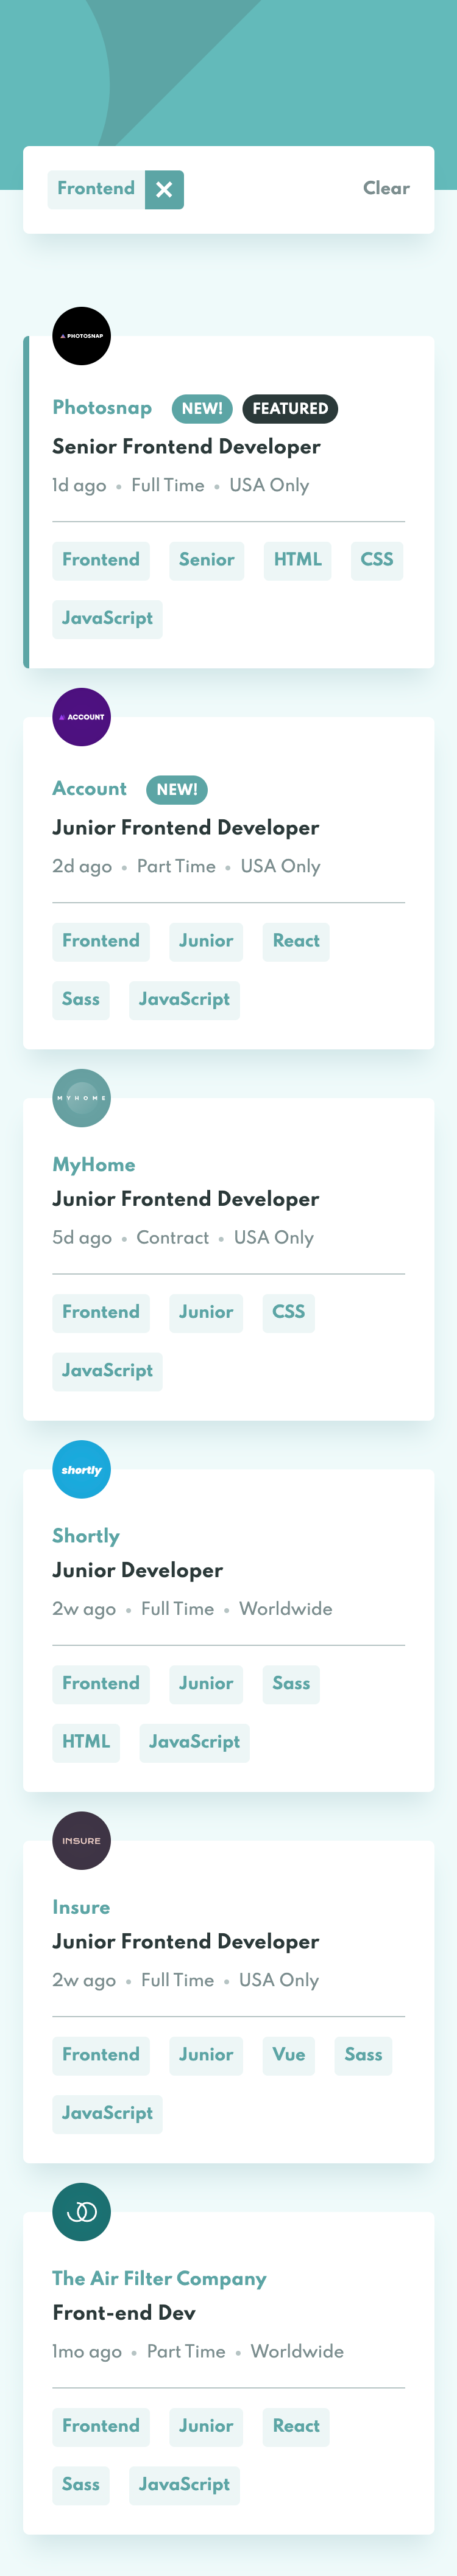 Frontend
Clear
PHOTOSNAP
Photosnap NEW! FEATURED
Senior Frontend Developer
1d ago • Full Time • USA Only
Frontend Senior HTML CSS
JavaScript
ACCOUNT
Account NEW!
Junior Frontend Developer
2d ago • Part Time • USA Only
Frontend Junior React
Sass JavaScript
MYHOME
MyHome
Junior Frontend Developer
5d ago • Contract • USA Only
Frontend Junior CSS
JavaScript
shortly
Shortly
Junior Developer
2w ago • Full Time • Worldwide
Frontend Junior Sass
HTML JavaScript
INSURE
Insure
Junior Frontend Developer
2w ago • Full Time • USA Only
Frontend Junior Vue Sass
JavaScript
The Air Filter Company
Front-end Dev
1mo ago • Part Time • Worldwide
Frontend Junior React
Sass JavaScript